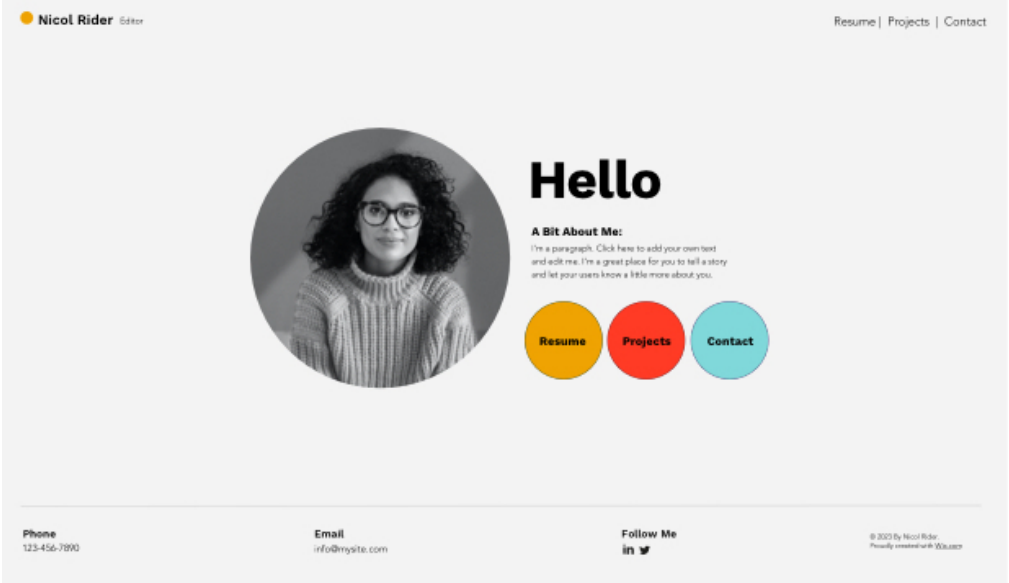 Nicol Rider Editor
Resume | Projects | Contact
Hello
A Bit About Me:
I'm a paragraph. Click here to add your own text
and edit me. I'm a great place for you to tell a story
and let your users know a little more about you.
Resume Projects Contact
Phone
123-456-7890
Email
info@mysite.com
Follow Me
in
© 2023 By Nicol Rider.
Proudly created with Wix.com